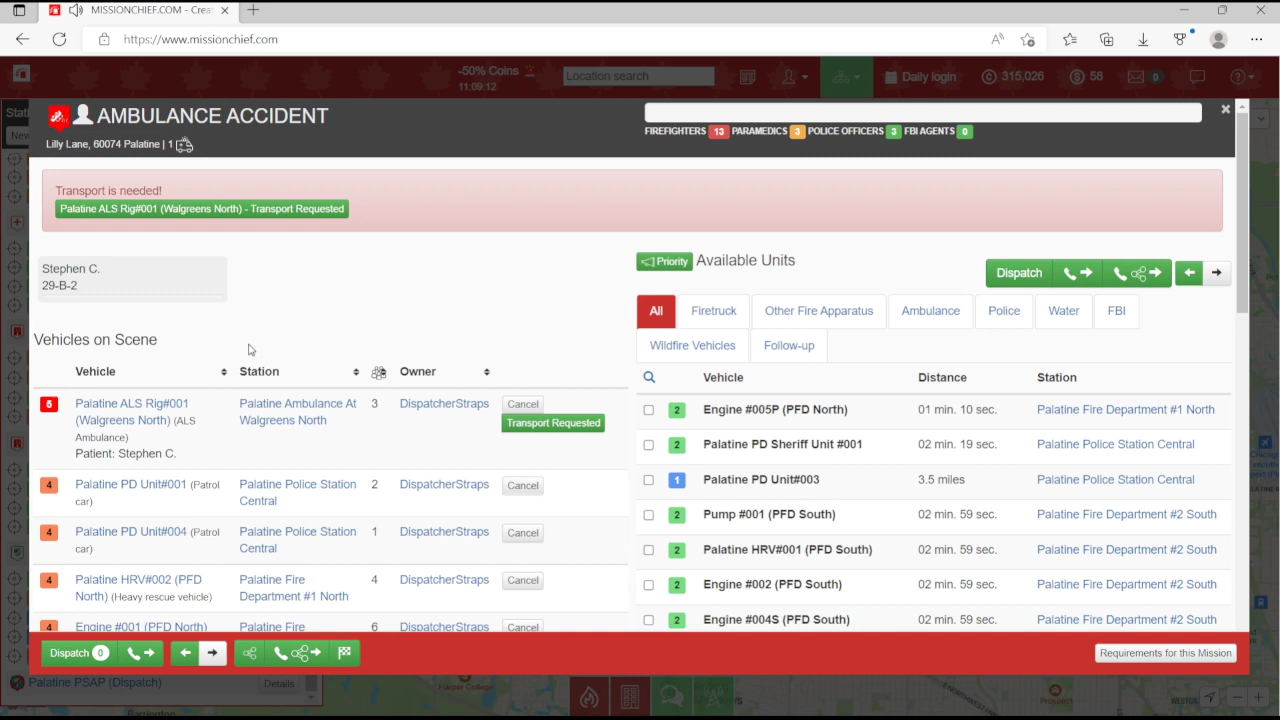 MISSIONCHIEF.COM - Crea
https://www.missionchief.com
-50% Coins
11:09:12
Location search
Daily login
315,026
58
0
AMBULANCE ACCIDENT
Lilly Lane, 60074 Palatine | 1
FIREFIGHTERS 13 PARAMEDICS 3 POLICE OFFICERS 3 FBI AGENTS 0
Transport is needed!
Palatine ALS Rig#001 (Walgreens North) - Transport Requested
Stephen C.
29-B-2
Vehicles on Scene
Vehicle Station Owner
5 Palatine ALS Rig#001 (Walgreens North) (ALS Ambulance) Patient: Stephen C. Palatine Ambulance At Walgreens North 3 DispatcherStraps Cancel Transport Requested
4 Palatine PD Unit#001 (Patrol car) Palatine Police Station Central 2 DispatcherStraps Cancel
4 Palatine PD Unit#004 (Patrol car) Palatine Police Station Central 1 DispatcherStraps Cancel
4 Palatine HRV#002 (PFD North) (Heavy rescue vehicle) Palatine Fire Department #1 North 4 DispatcherStraps Cancel
4 Engine #001 (PFD North) Palatine Fire 6 DispatcherStraps Cancel
Priority Available Units
Dispatch
All Firetruck Other Fire Apparatus Ambulance Police Water FBI
Wildfire Vehicles Follow-up
Vehicle Distance Station
2 Engine #005P (PFD North) 01 min. 10 sec. Palatine Fire Department #1 North
2 Palatine PD Sheriff Unit #001 02 min. 19 sec. Palatine Police Station Central
1 Palatine PD Unit#003 3.5 miles Palatine Police Station Central
2 Pump #001 (PFD South) 02 min. 59 sec. Palatine Fire Department #2 South
2 Palatine HRV#001 (PFD South) 02 min. 59 sec. Palatine Fire Department #2 South
2 Engine #002 (PFD South) 02 min. 59 sec. Palatine Fire Department #2 South
2 Engine #004S (PFD South) 02 min. 59 sec. Palatine Fire Department #2 South
Dispatch 0
Requirements for this Mission
Palatine PSAP (Dispatch) Details
Harper College
Barrington
Prospect